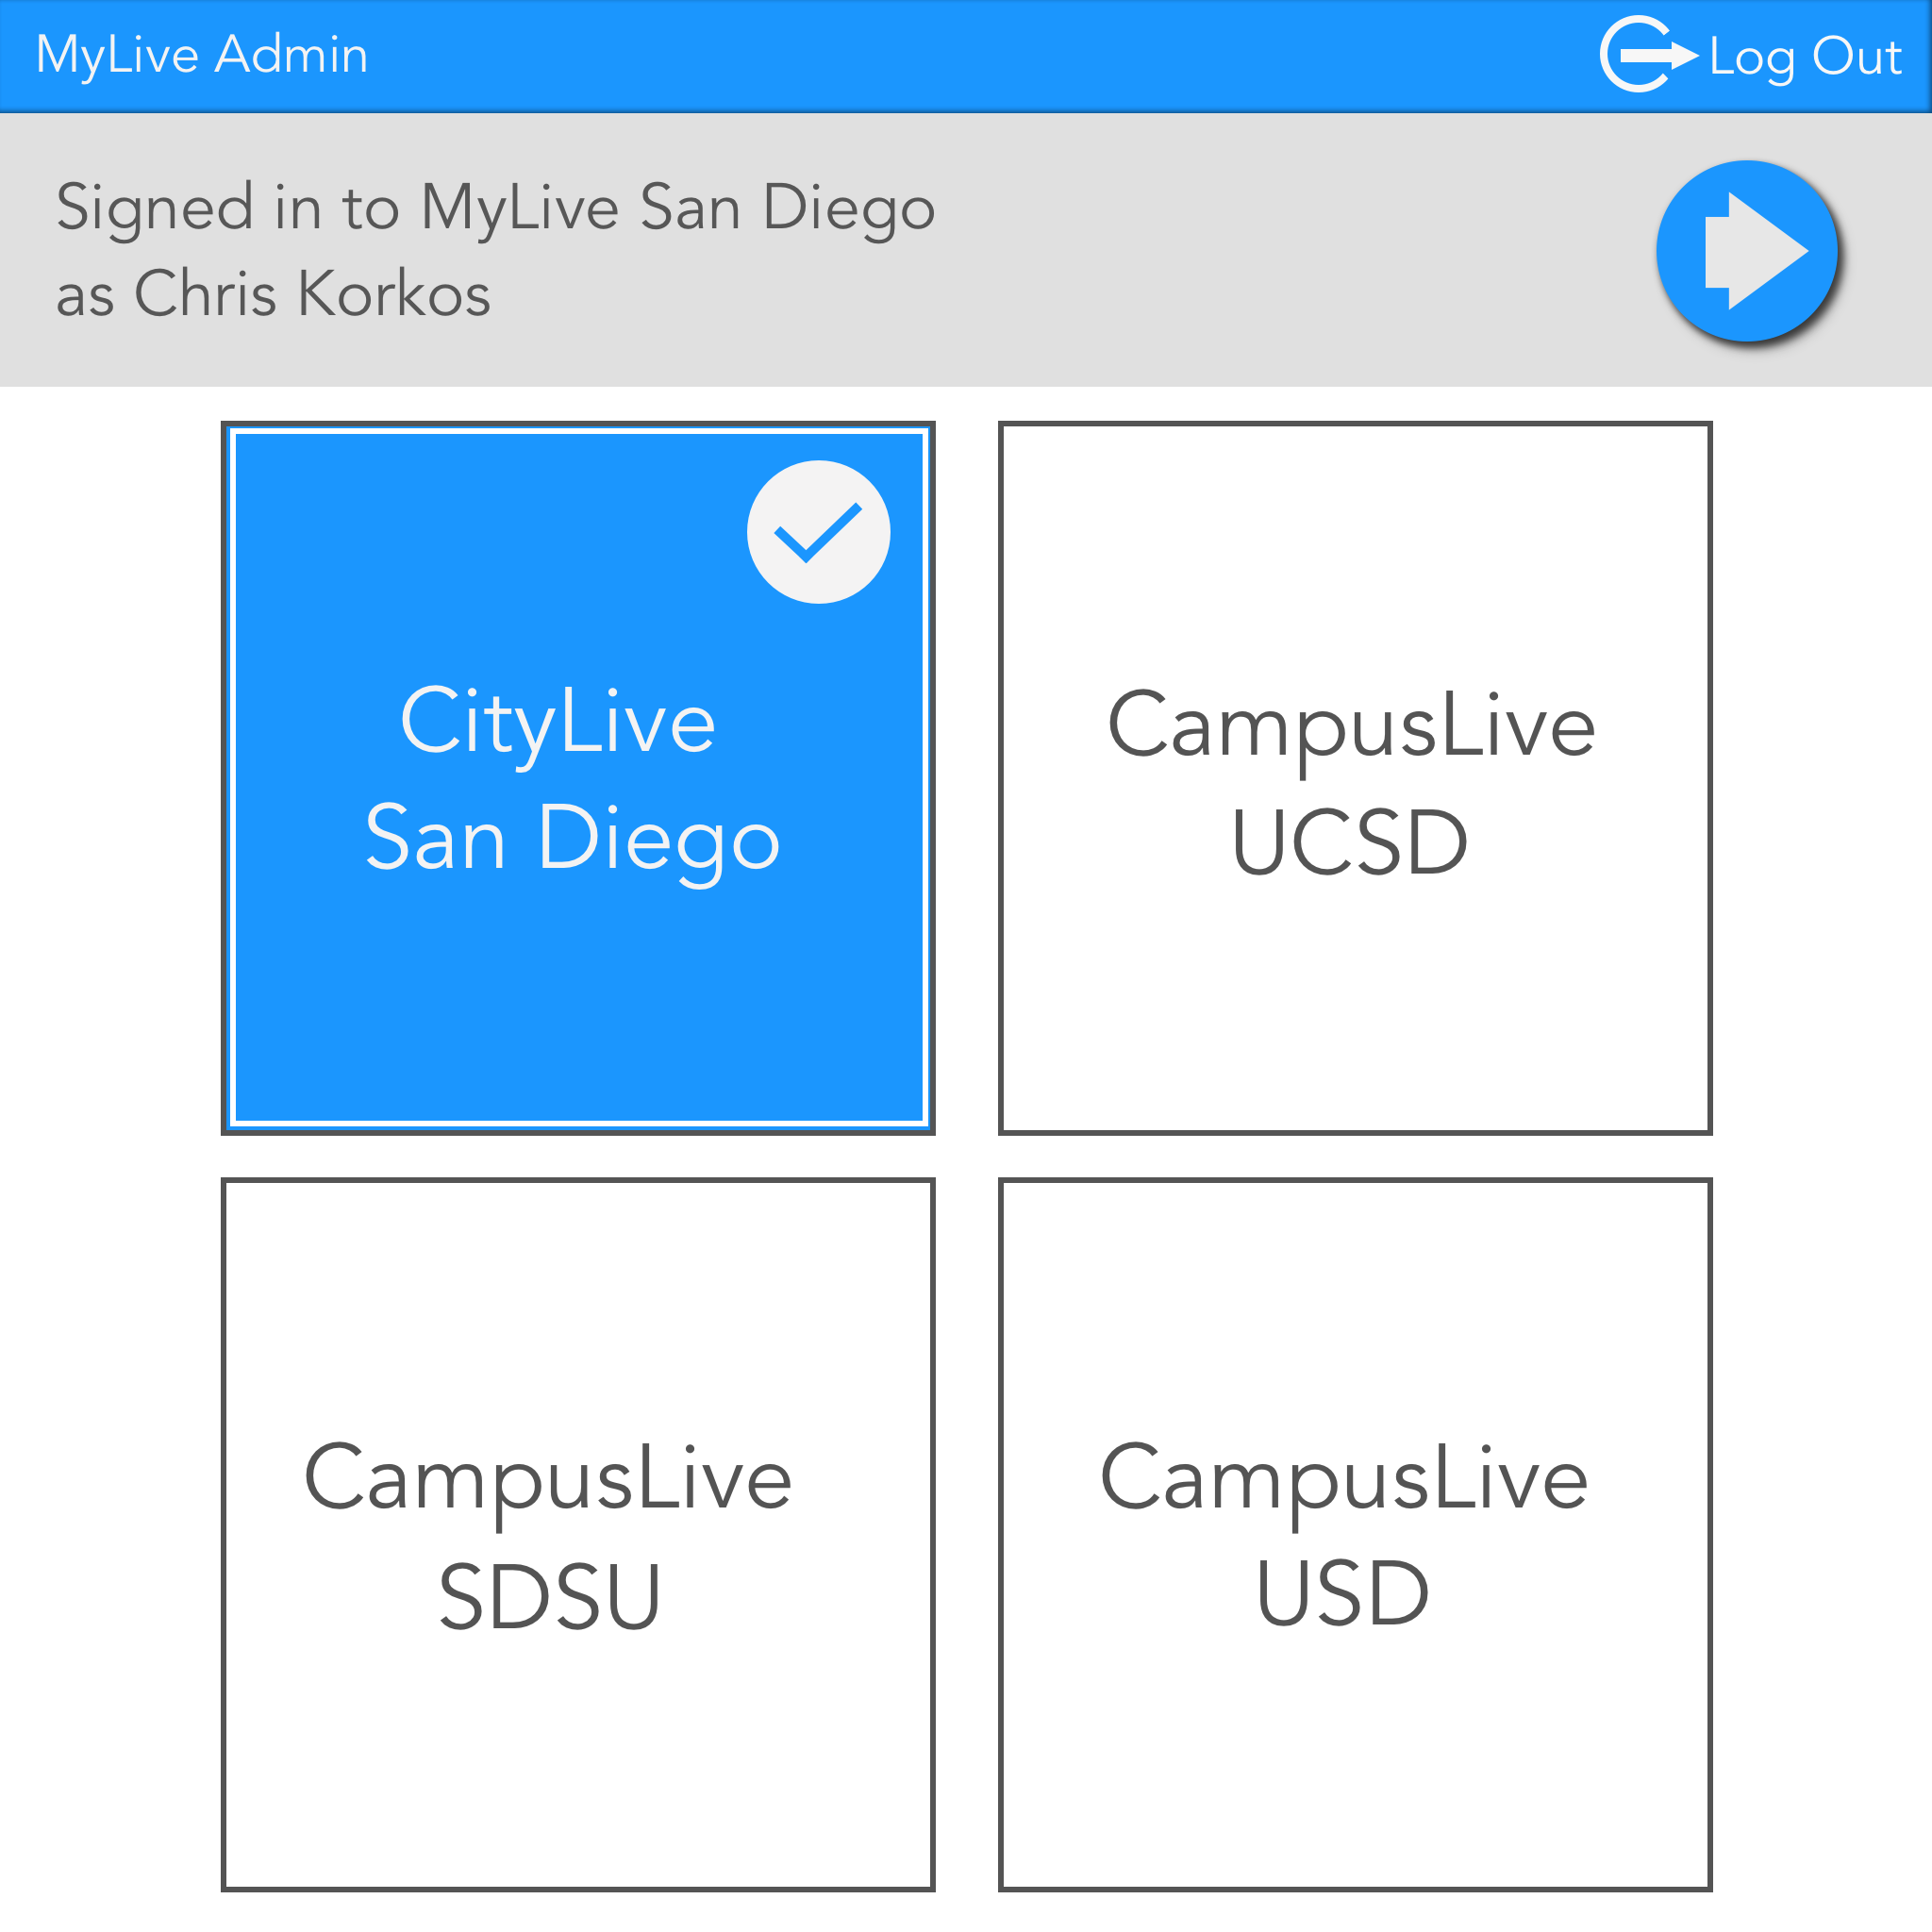 MyLive Admin
Log Out
Signed in to MyLive San Diego
as Chris Korkos
CityLive
San Diego
CampusLive
UCSD
CampusLive
SDSU
CampusLive
USD